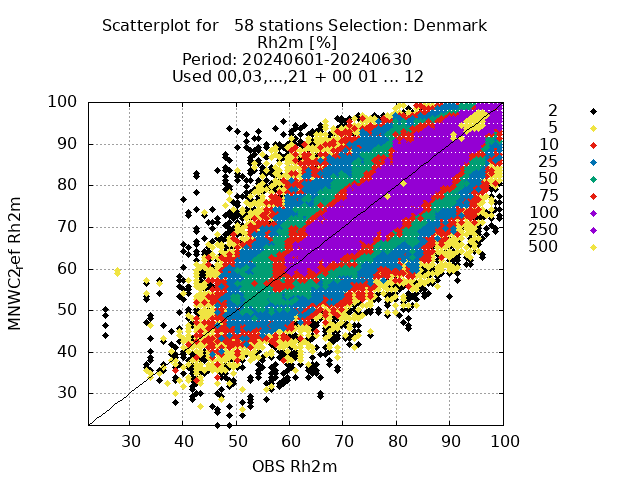 Scatterplot for   58 stations Selection: Denmark
Rh2m [%]
Period: 20240601-20240630
Used 00,03,...,21 + 00 01 ... 12
100
90
80
70
60
50
40
30
MNWC2ref Rh2m
30 40 50 60 70 80 90 100
OBS Rh2m
2
5
10
25
50
75
100
250
500